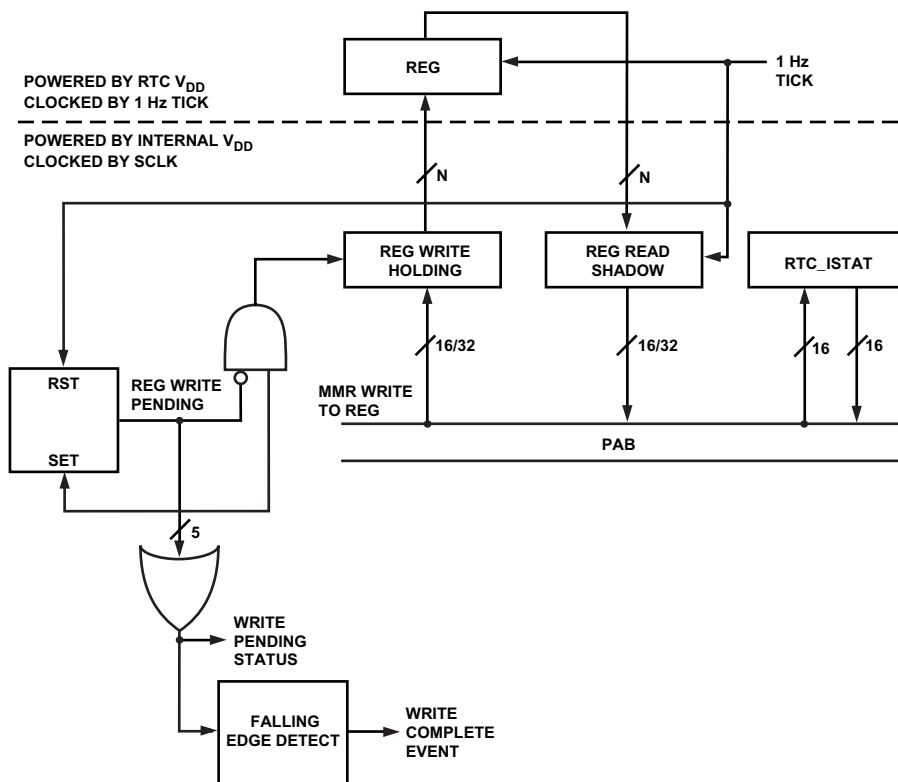 REG
1 Hz
TICK
POWERED BY RTC VDD
CLOCKED BY 1 Hz TICK
POWERED BY INTERNAL VDD
CLOCKED BY SCLK
N
N
REG WRITE
HOLDING
REG READ
SHADOW
RTC_ISTAT
16/32
16/32
16
16
RST
REG WRITE
PENDING
MMR WRITE
TO REG
SET
PAB
5
WRITE
PENDING
STATUS
FALLING
EDGE DETECT
WRITE
COMPLETE
EVENT